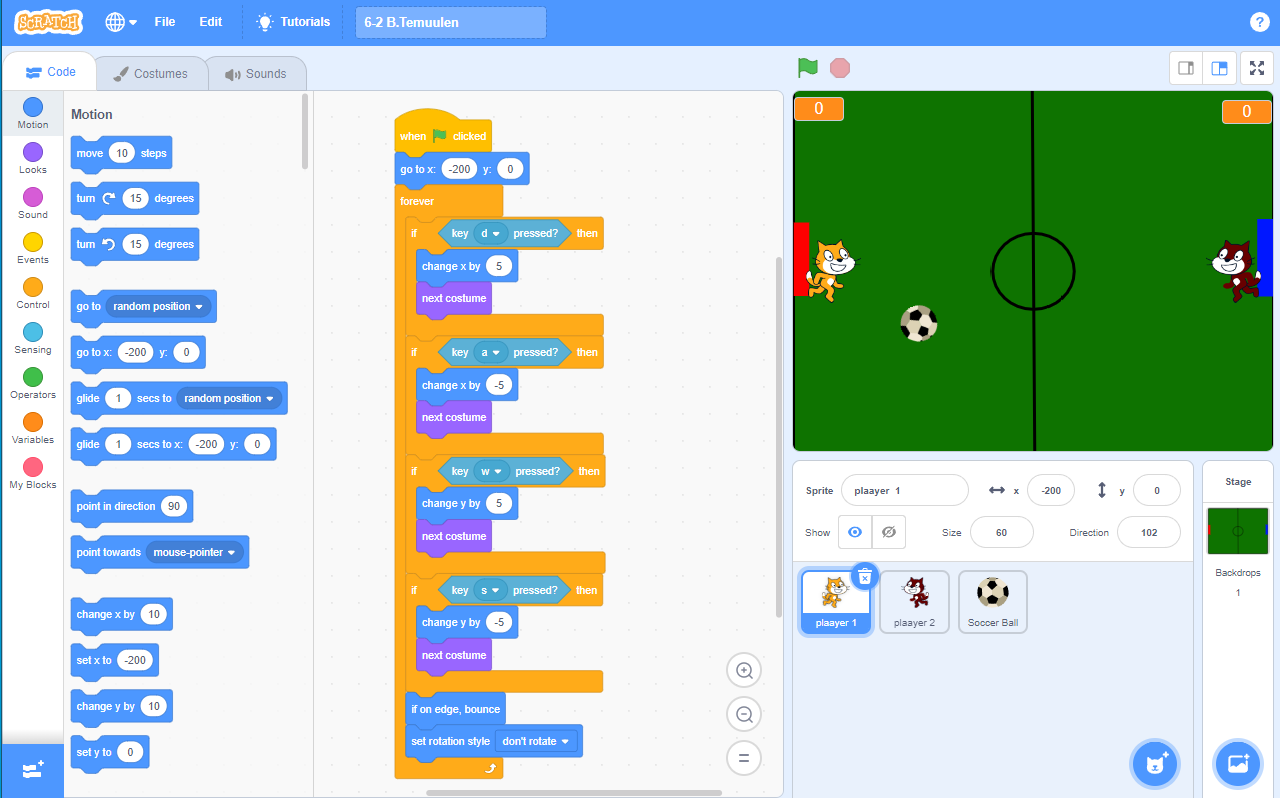 SCRATCH File Edit Tutorials 6-2 B.Temuulen ?
Code Costumes Sounds
Motion
Looks
Sound
Events
Control
Sensing
Operators
Variables
My Blocks
Motion
move 10 steps
turn 15 degrees
turn 15 degrees
go to random position
go to x: -200 y: 0
glide 1 secs to random position
glide 1 secs to x: -200 y: 0
point in direction 90
point towards mouse-pointer
change x by 10
set x to -200
change y by 10
set y to 0
when clicked
go to x: -200 y: 0
forever
if key d pressed? then
change x by 5
next costume
if key a pressed? then
change x by -5
next costume
if key w pressed? then
change y by 5
next costume
if key s pressed? then
change y by -5
next costume
if on edge, bounce
set rotation style don't rotate
0 0
Sprite plaayer 1 x -200 y 0
Show Size 60 Direction 102
plaayer 1 plaayer 2 Soccer Ball
Stage
Backdrops
1